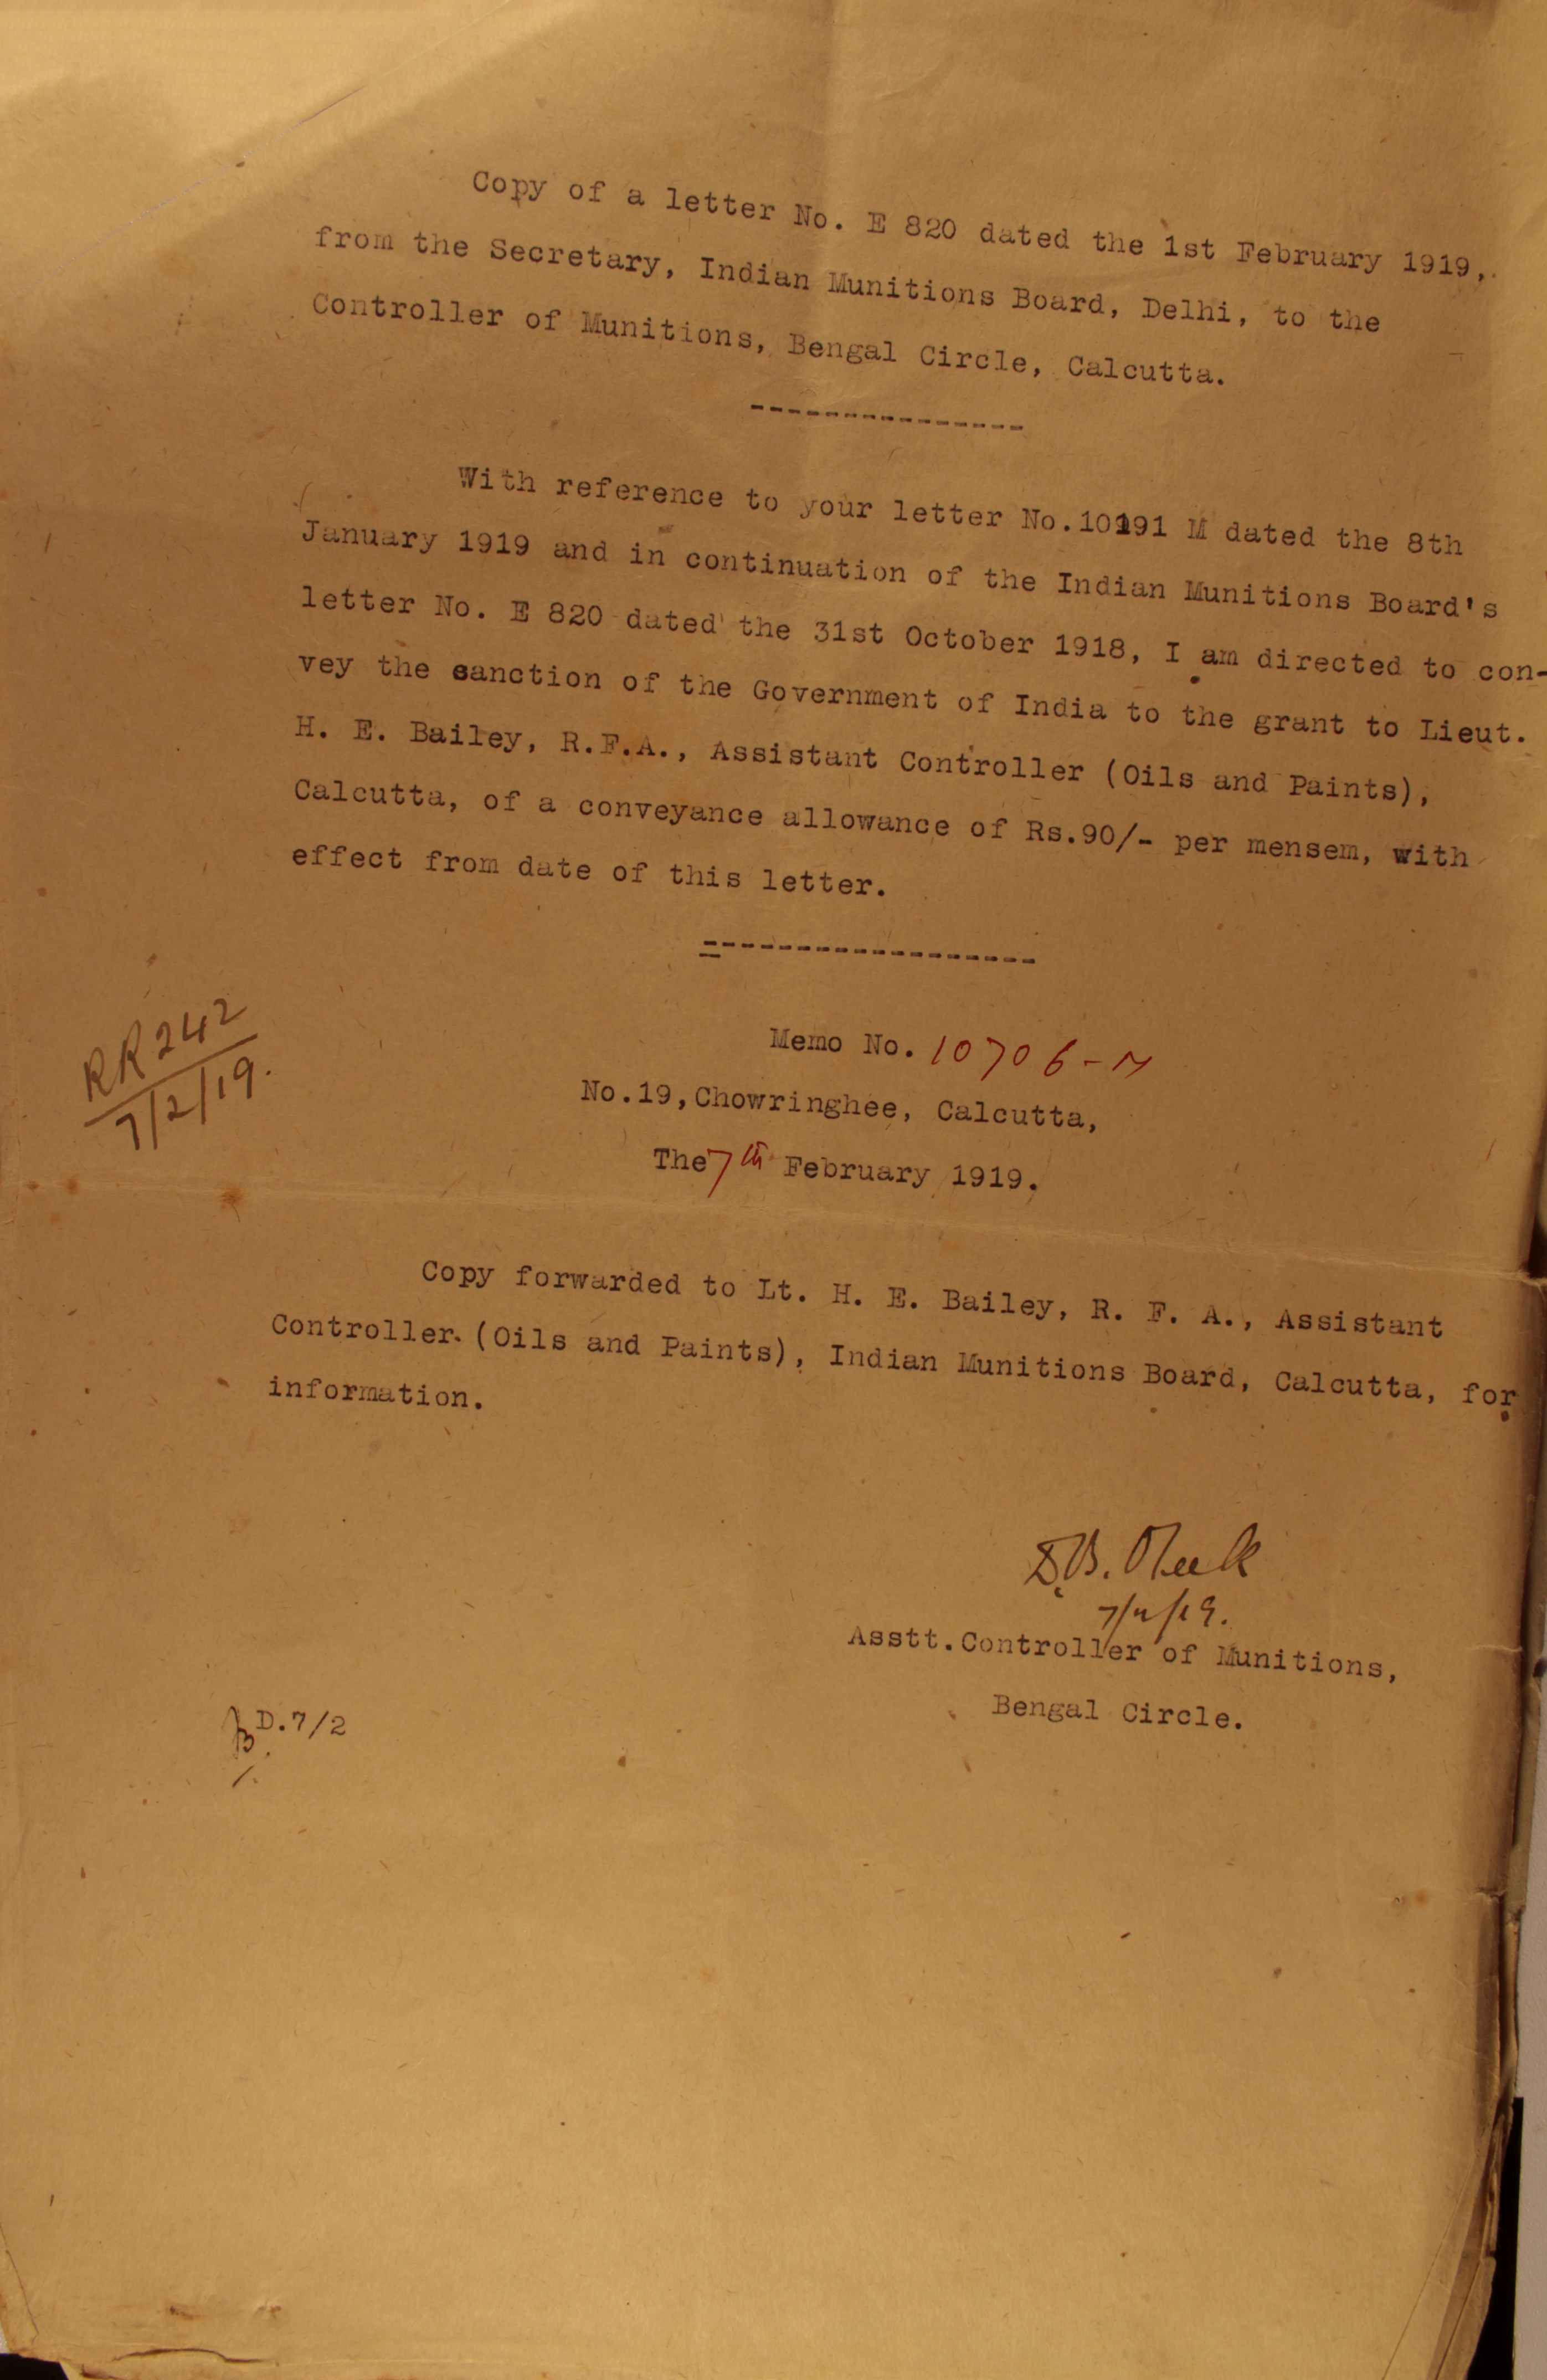 Copy of a letter No. E 820 dated the 1st February 1919,
from the Secretary, Indian Munitions Board, Delhi, to the
Controller of Munitions, Bengal Circle, Calcutta.
---------------
With reference to your letter No.10191 M dated the 8th
January 1919 and in continuation of the Indian Munitions Board's
letter No. E 820 dated the 31st October 1918, I am directed to con-
vey the sanction of the Government of India to the grant to Lieut.
H. E. Bailey, R.F.A., Assistant Controller (Oils and Paints),
Calcutta, of a conveyance allowance of Rs.90/- per mensem, with
effect from date of this letter.
------------------
RR 242
7/2/19.
Memo No. 10706-M
No.19, Chowringhee, Calcutta,
The 7th February 1919.
Copy forwarded to Lt. H. E. Bailey, R. F. A., Assistant
Controller (Oils and Paints), Indian Munitions Board, Calcutta, for
information.
D.B. Meek
7/2/19.
Asstt.Controller of Munitions,
Bengal Circle.
D.7/2